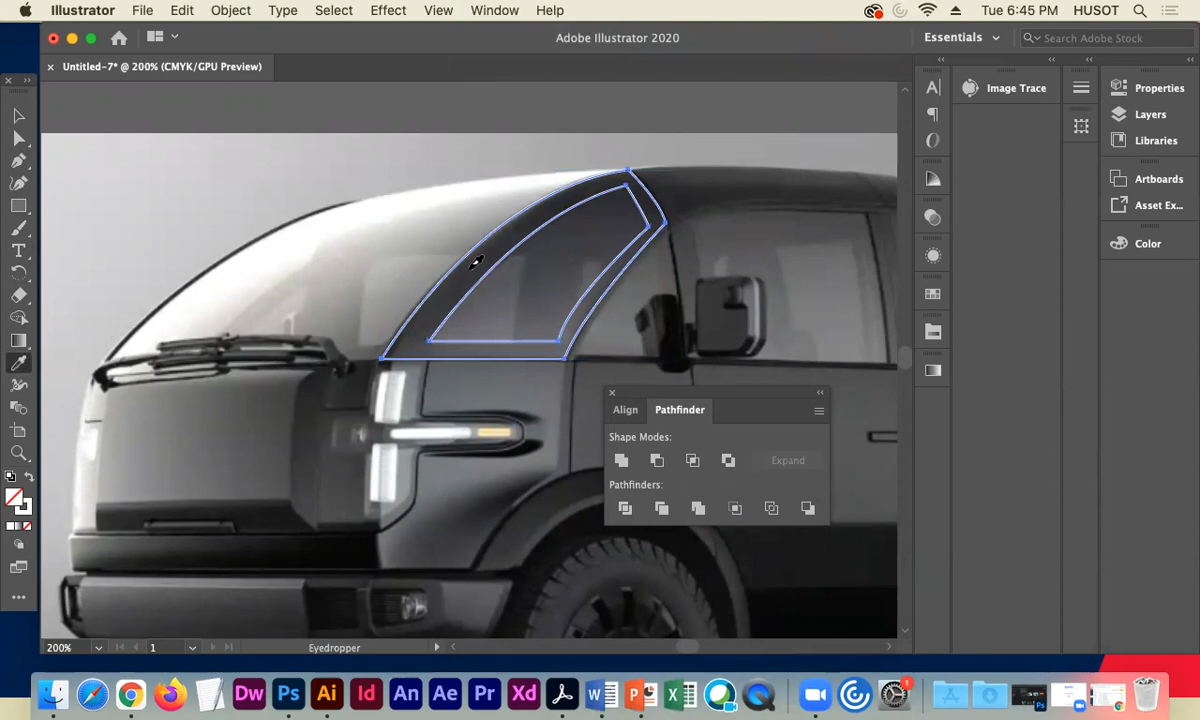 Illustrator File Edit Object Type Select Effect View Window Help Tue 6:45 PM HUSOT
Adobe Illustrator 2020 Essentials Search Adobe Stock
× Untitled-7* @ 200% (CMYK/GPU Preview)
Image Trace
Properties
Layers
Libraries
Artboards
Asset Ex...
Color
Align Pathfinder
Shape Modes:
Expand
Pathfinders:
200% 1 Eyedropper
Dw Ps Ai Id An Ae Pr Xd W P X 1